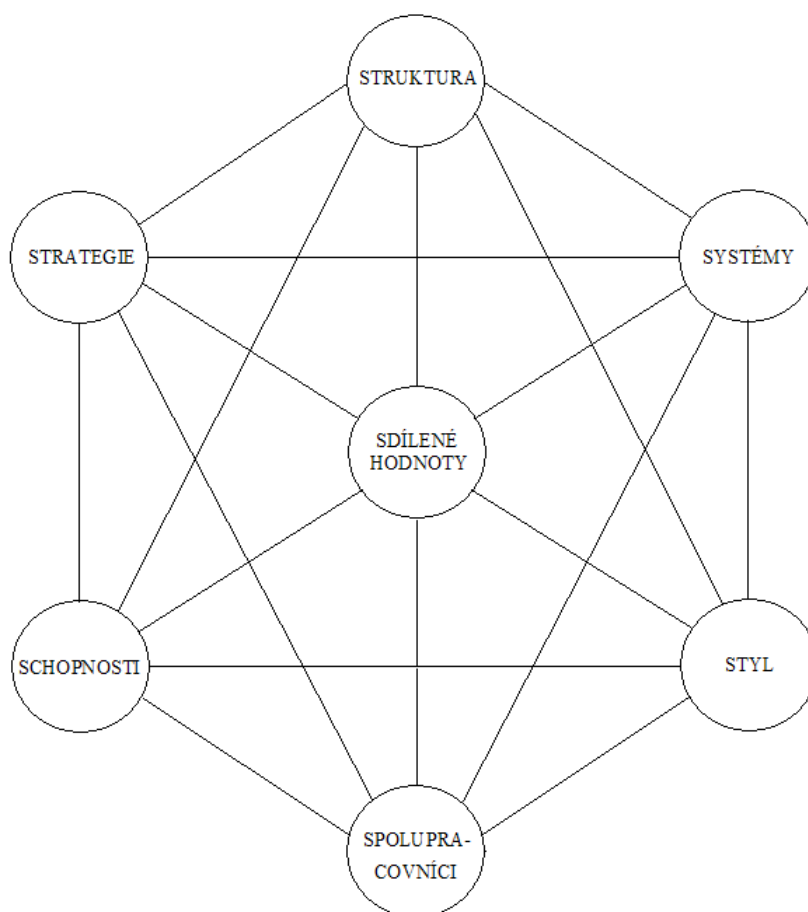 STRUKTURA
STRATEGIE
SYSTÉMY
SDÍLENÉ
HODNOTY
SCHOPNOSTI
STYL
SPOLUPRA-
COVNÍCI